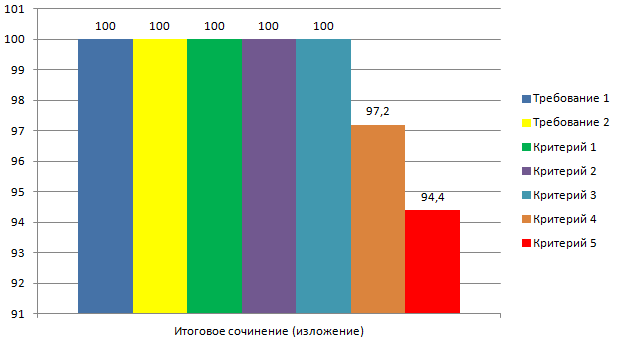 101
100
99
98
97
96
95
94
93
92
91
100 100 100 100 100
97,2
94,4
Итоговое сочинение (изложение)
Требование 1
Требование 2
Критерий 1
Критерий 2
Критерий 3
Критерий 4
Критерий 5